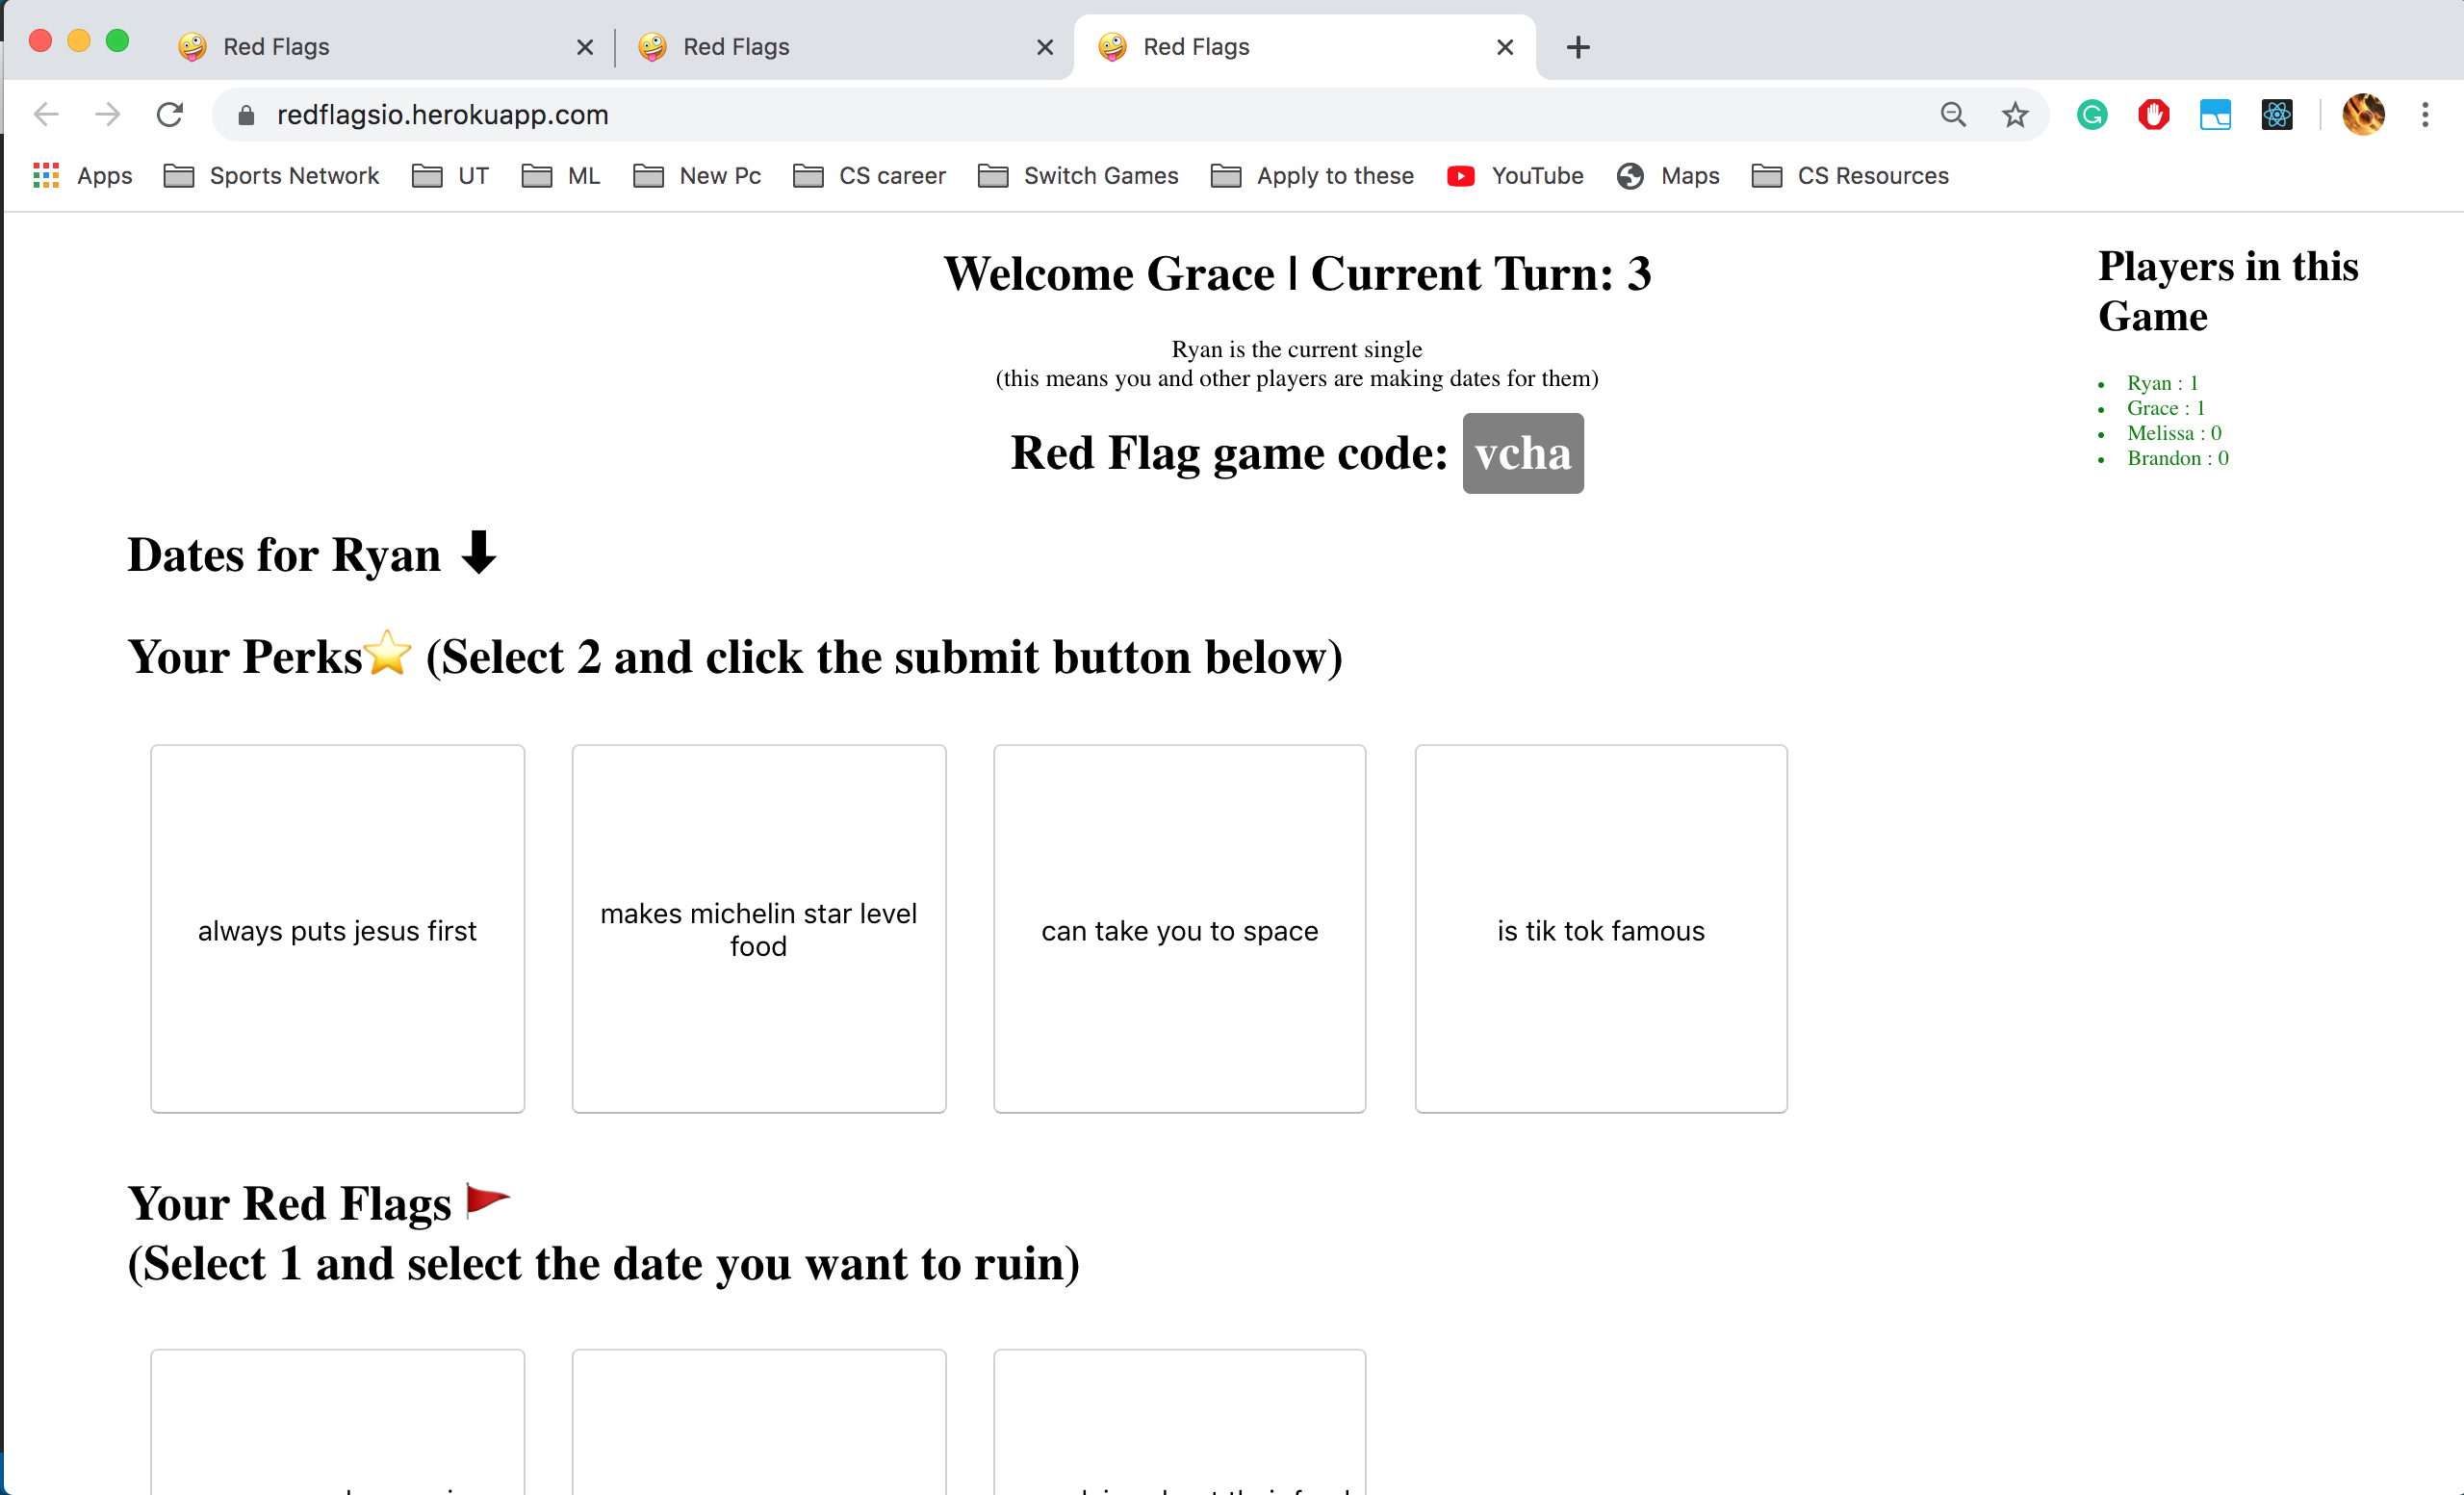 Red Flags
Red Flags
Red Flags
redflagsio.herokuapp.com
Apps Sports Network UT ML New Pc CS career Switch Games Apply to these YouTube Maps CS Resources
Welcome Grace | Current Turn: 3
Ryan is the current single
(this means you and other players are making dates for them)
Red Flag game code: vcha
Players in this
Game
Ryan : 1
Grace : 1
Melissa : 0
Brandon : 0
Dates for Ryan ⬇
Your Perks⭐ (Select 2 and click the submit button below)
always puts jesus first
makes michelin star level
food
can take you to space
is tik tok famous
Your Red Flags 🚩
(Select 1 and select the date you want to ruin)